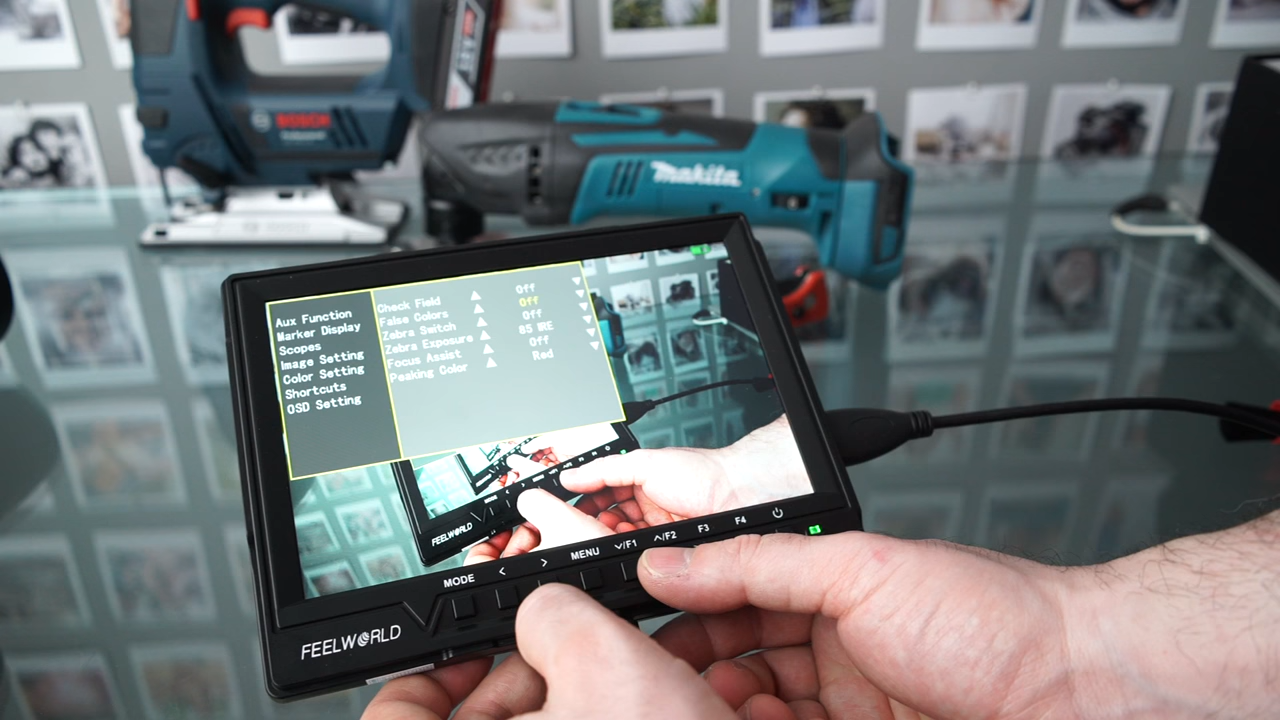 BOSCH
Makita
Aux Function
Marker Display
Scopes
Image Setting
Color Setting
Shortcuts
OSD Setting
Check Field Off
False Colors Off
Zebra Switch Off
Zebra Exposure 85 IRE
Focus Assist Off
Peaking Color Red
FEELWORLD
MODE < > MENU ∨/F1 ∧/F2 F3 F4
FEELWORLD